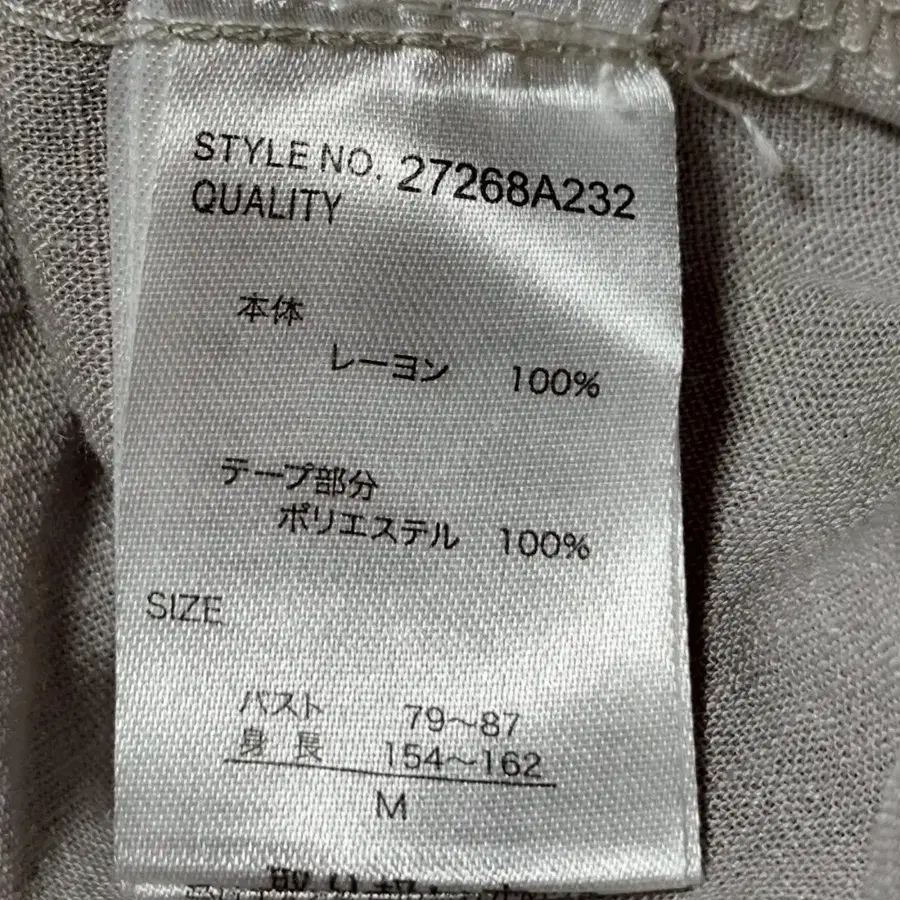 STYLE NO. 27268A232
QUALITY
本体
レーヨン 100%
テープ部分
ポリエステル 100%
SIZE
バスト 79〜87
身長 154〜162
M